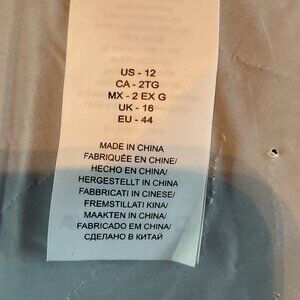 US - 12
CA - 2TG
MX - 2 EX G
UK - 16
EU - 44
MADE IN CHINA
FABRIQUÉE EN CHINE/
HECHO EN CHINA/
HERGESTELLT IN CHINA
FABBRICATI IN CINESE/
FREMSTILLATI KINA/
MAAKTEN IN CHINA/
FABRICADO EM CHINA/
СДЕЛАНО В КИТАЙ